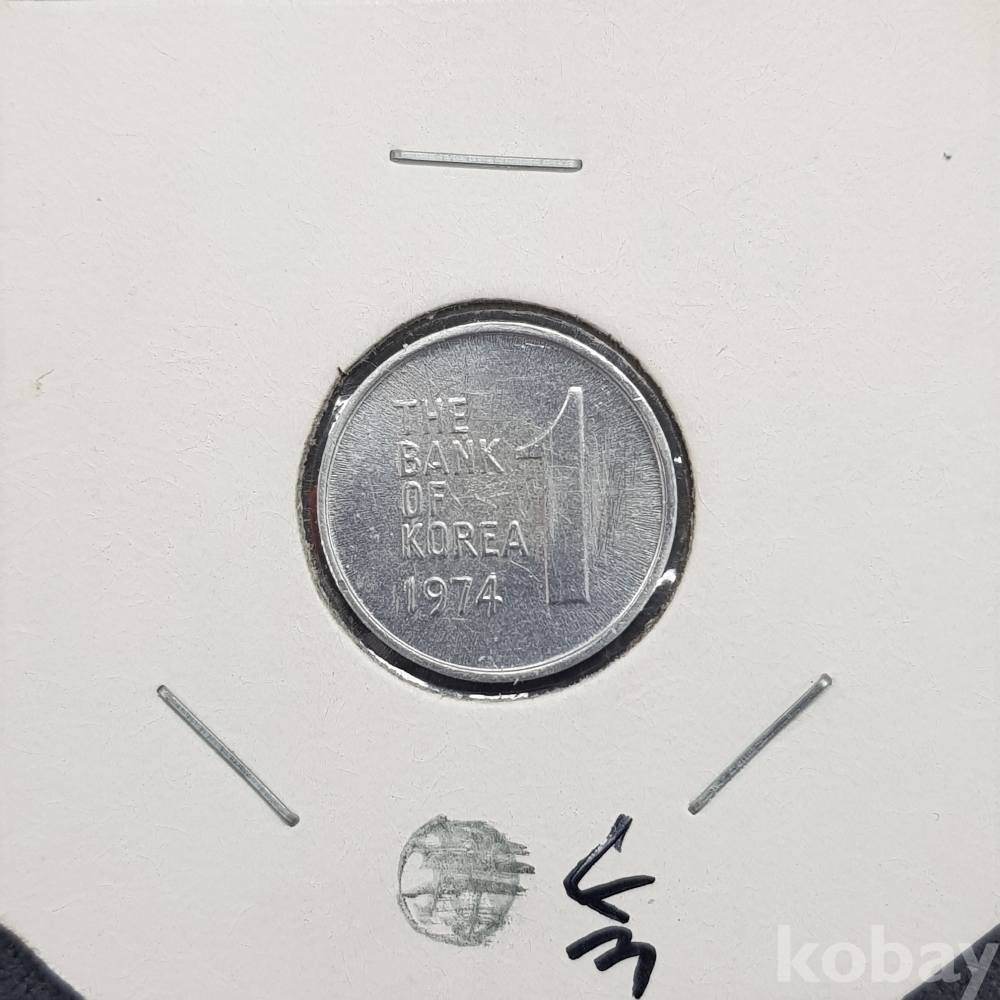 THE
BANK
OF
KOREA
1974
1
kobay